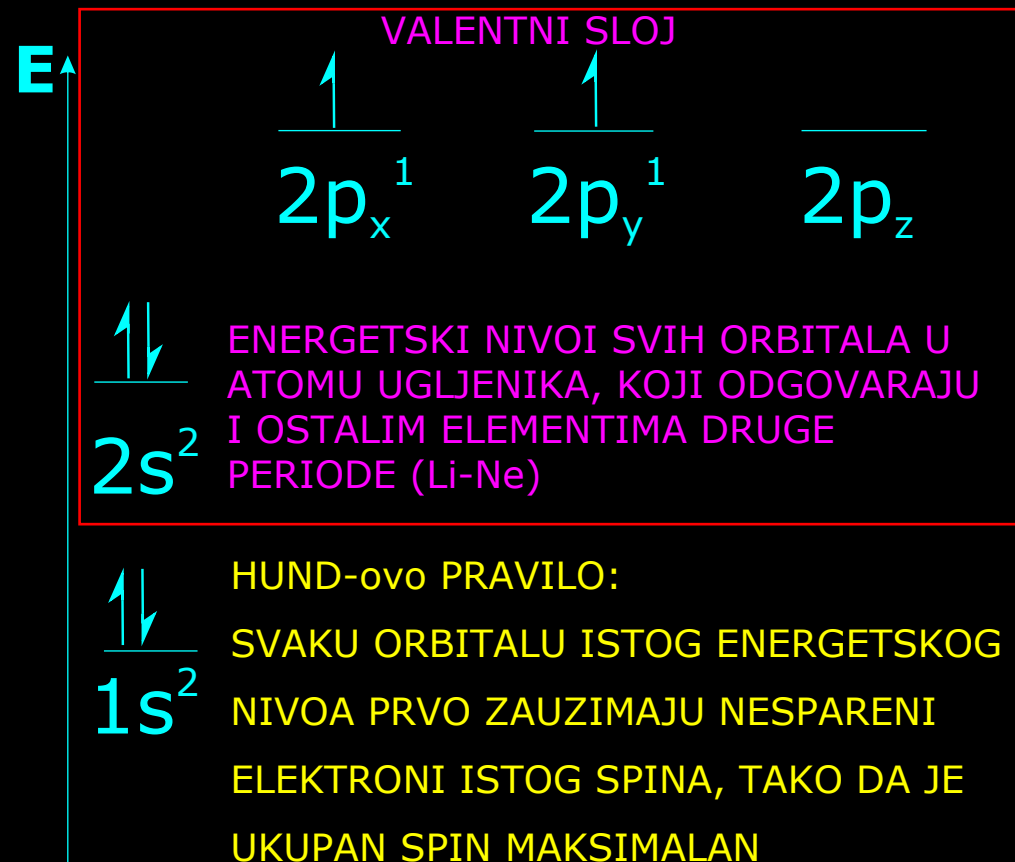 VALENTNI SLOJ
E
2pₓ¹ 2pᵧ¹ 2p_z
ENERGETSKI NIVOI SVIH ORBITALA U
ATOMU UGLJENIKA, KOJI ODGOVARAJU
I OSTALIM ELEMENTIMA DRUGE
2s² PERIODE (Li-Ne)
HUND-ovo PRAVILO:
SVAKU ORBITALU ISTOG ENERGETSKOG
1s² NIVOA PRVO ZAUZIMAJU NESPARENI
ELEKTRONI ISTOG SPINA, TAKO DA JE
UKUPAN SPIN MAKSIMALAN